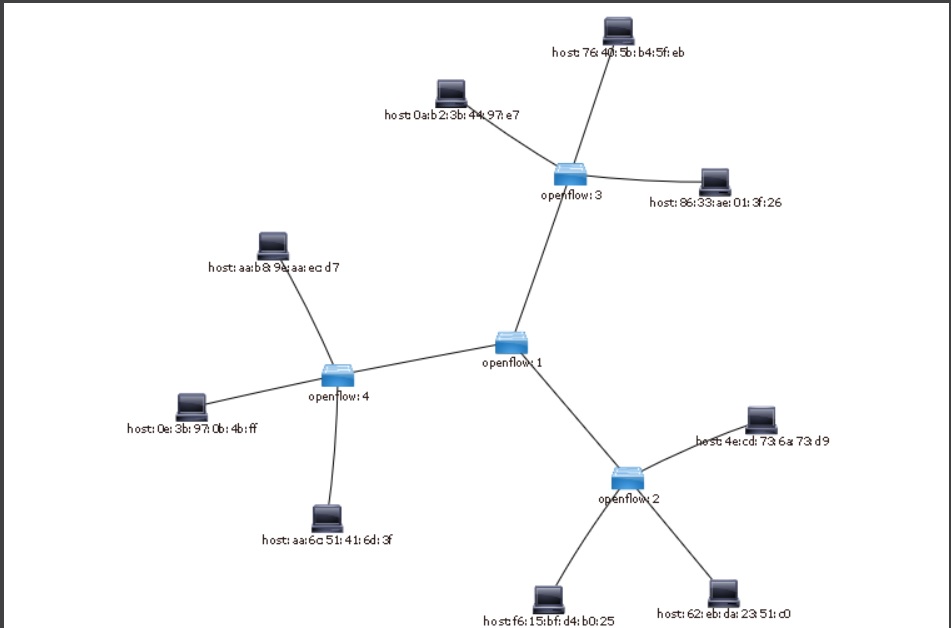 host:76:40:5b:b4:5f:eb
host:0a:b2:3b:44:97:e7
openflow:3
host:86:33:ae:01:3f:26
host:aa:b8:9e:aa:ec:d7
openflow:1
openflow:4
host:0e:3b:97:0b:4b:ff
host:4e:cd:73:6a:73:d9
openflow:2
host:aa:6c:51:41:6d:3f
host:62:eb:da:23:51:c0
host:f6:15:bf:d4:b0:25